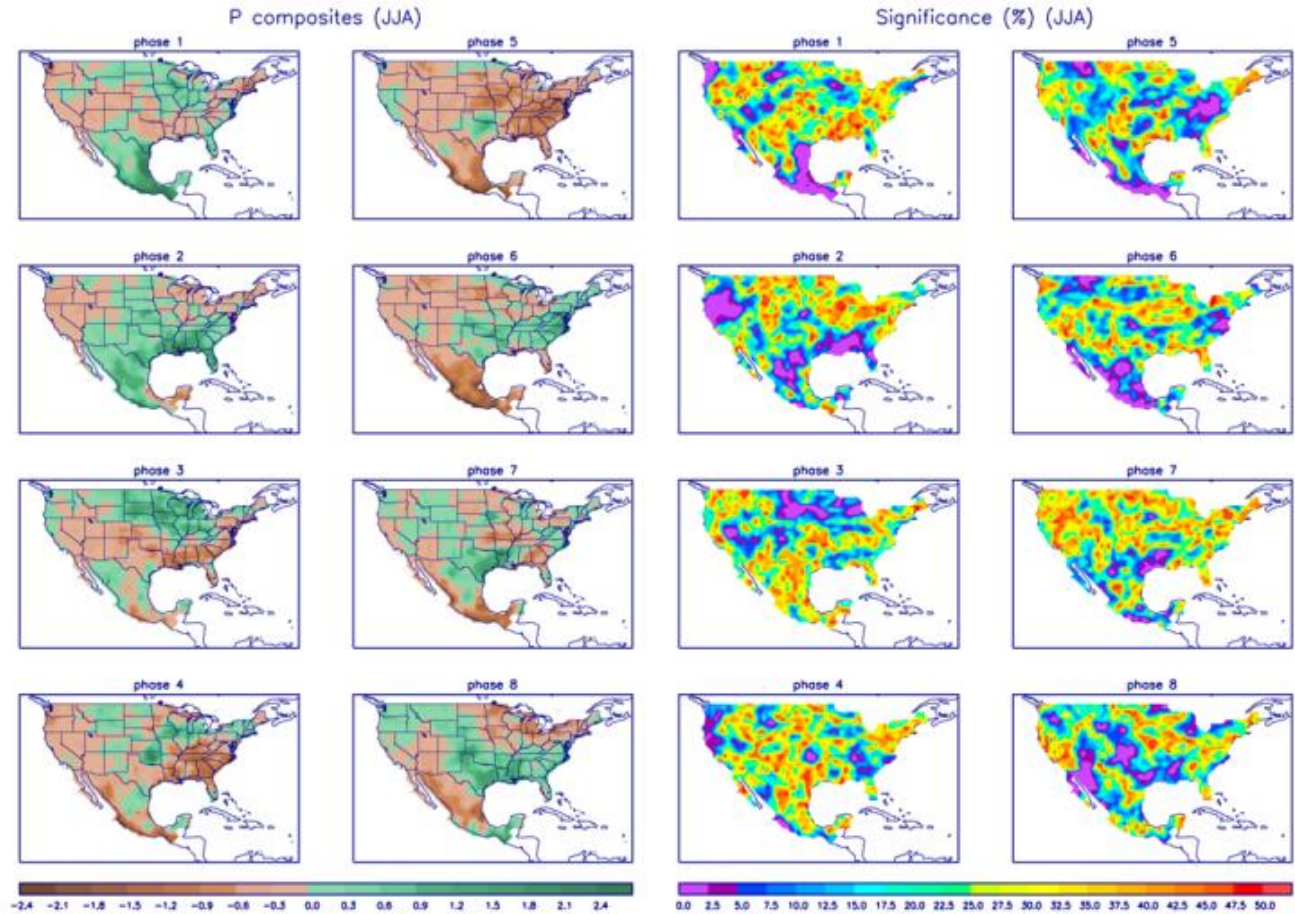 P composites (JJA) Significance (%) (JJA)
phase 1 phase 5 phase 1 phase 5
phase 2 phase 6 phase 2 phase 6
phase 3 phase 7 phase 3 phase 7
phase 4 phase 8 phase 4 phase 8
-2.4 -2.1 -1.8 -1.5 -1.2 -0.9 -0.6 -0.3 0.0 0.3 0.6 0.9 1.2 1.5 1.8 2.1 2.4 0.0 2.5 5.0 7.5 10.0 12.5 15.0 17.5 20.0 22.5 25.0 27.5 30.0 32.5 35.0 37.5 40.0 42.5 45.0 47.5 50.0